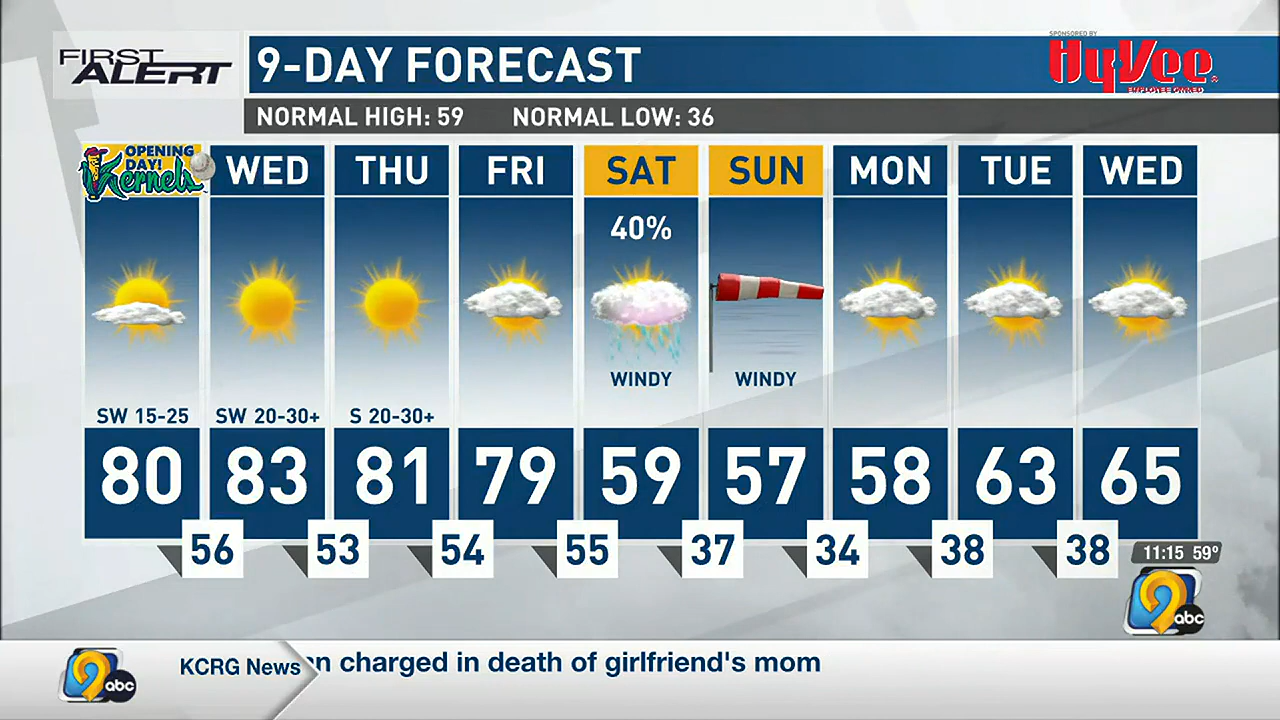 FIRST
ALERT
9-DAY FORECAST
SPONSORED BY
HyVee
EMPLOYEE OWNED
NORMAL HIGH: 59 NORMAL LOW: 36
OPENING
DAY!
Kernels
WED THU FRI SAT SUN MON TUE WED
40%
WINDY WINDY
SW 15-25 SW 20-30+ S 20-30+
80 83 81 79 59 57 58 63 65
56 53 54 55 37 34 38 38
11:15 59º
9
abc
9
abc
KCRG News
n charged in death of girlfriend's mom